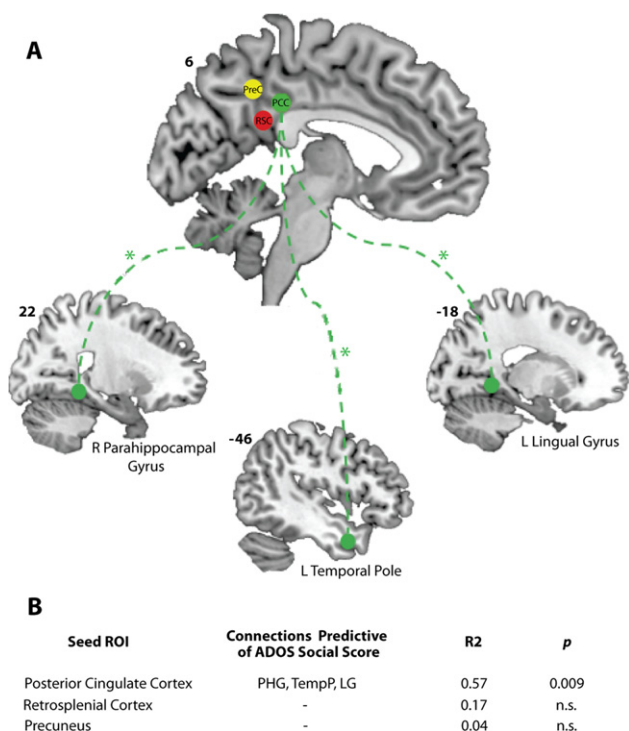 A
6
PreC
PCC
RSC
*
*
22
-18
*
R Parahippocampal
Gyrus
-46
L Lingual Gyrus
L Temporal Pole
B
Seed ROI Connections Predictive of ADOS Social Score R2 p
Posterior Cingulate Cortex PHG, TempP, LG 0.57 0.009
Retrosplenial Cortex - 0.17 n.s.
Precuneus - 0.04 n.s.